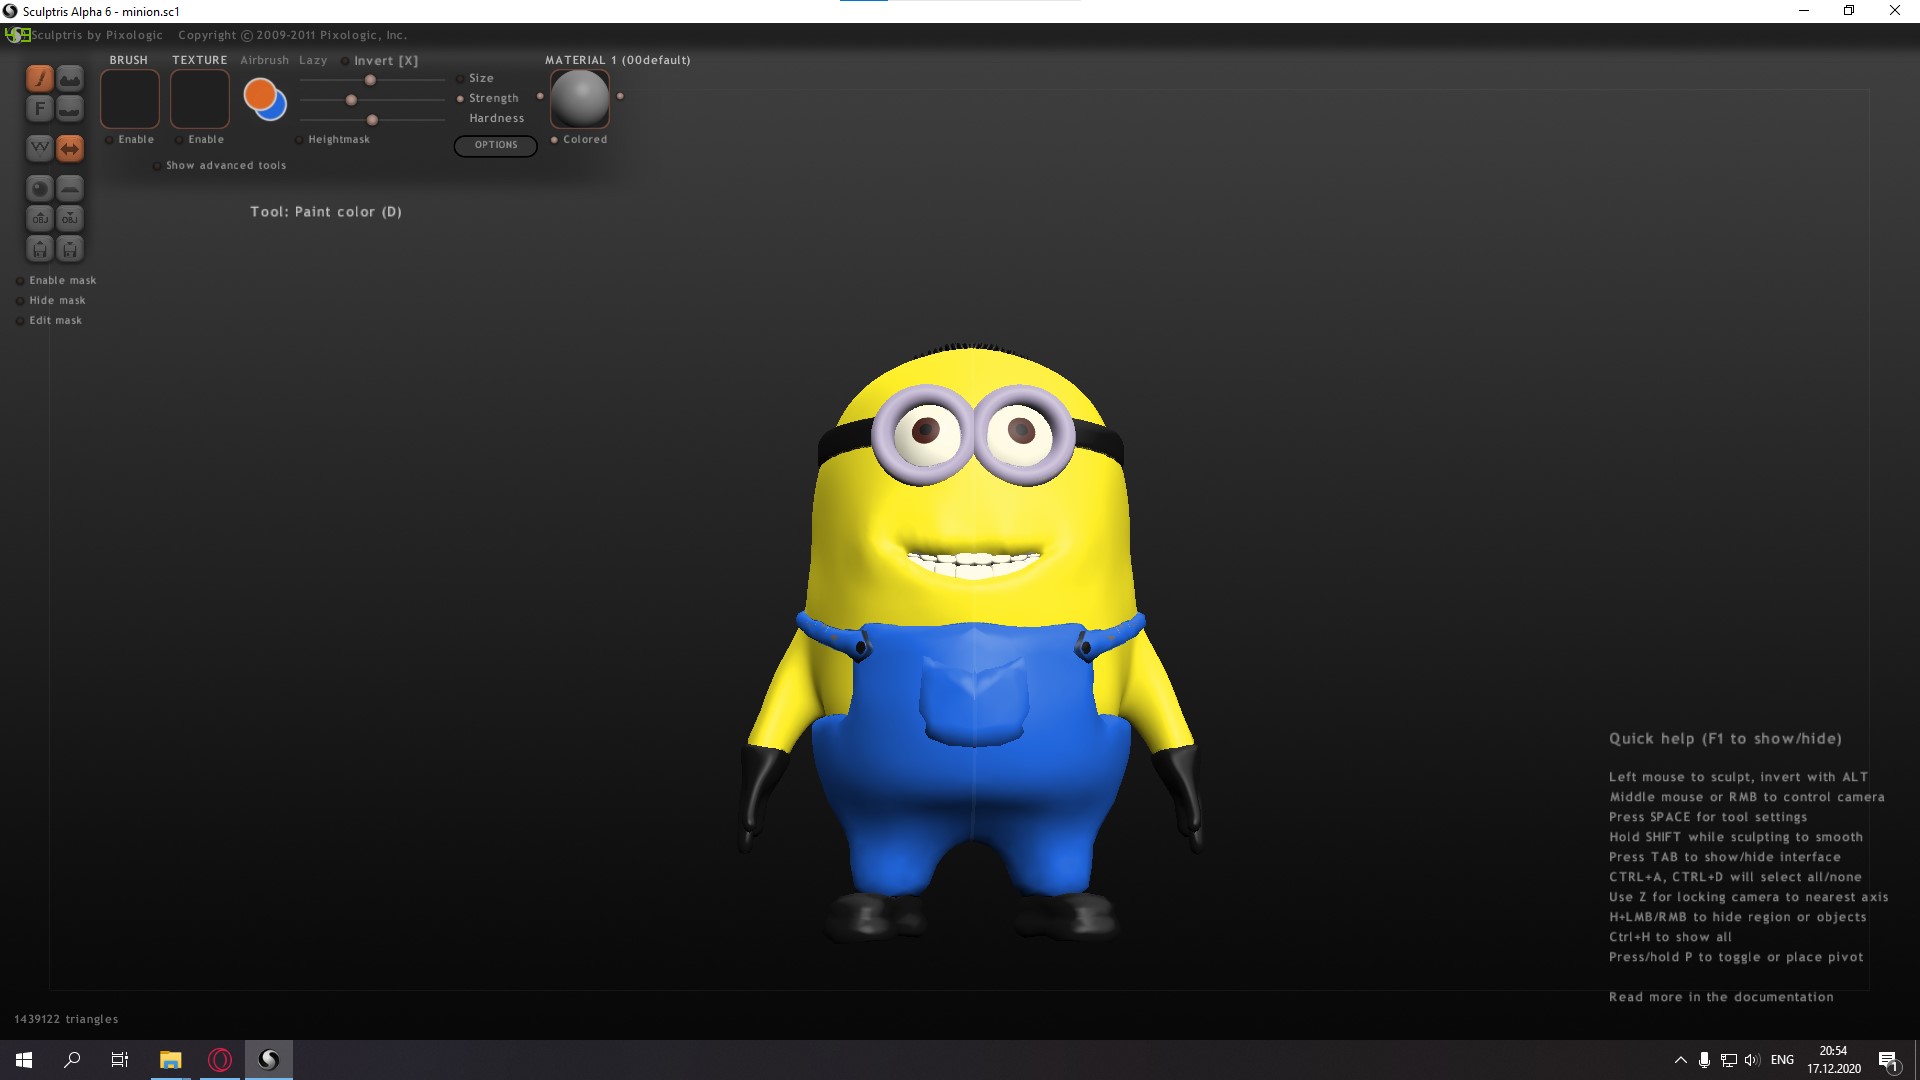 Sculptris Alpha 6 - minion.sc1
Sculptris by Pixologic Copyright © 2009-2011 Pixologic, Inc.
BRUSH TEXTURE Airbrush Lazy Invert [X] MATERIAL 1 (00default)
Size
Strength
Hardness
F
Enable Enable Heightmask OPTIONS Colored
Show advanced tools
Tool: Paint color (D)
OBJ OBJ
Enable mask
Hide mask
Edit mask
Quick help (F1 to show/hide)
Left mouse to sculpt, invert with ALT
Middle mouse or RMB to control camera
Press SPACE for tool settings
Hold SHIFT while sculpting to smooth
Press TAB to show/hide interface
CTRL+A, CTRL+D will select all/none
Use Z for locking camera to nearest axis
H+LMB/RMB to hide region or objects
Ctrl+H to show all
Press/hold P to toggle or place pivot
Read more in the documentation
1439122 triangles
ENG 20:54
17.12.2020
1